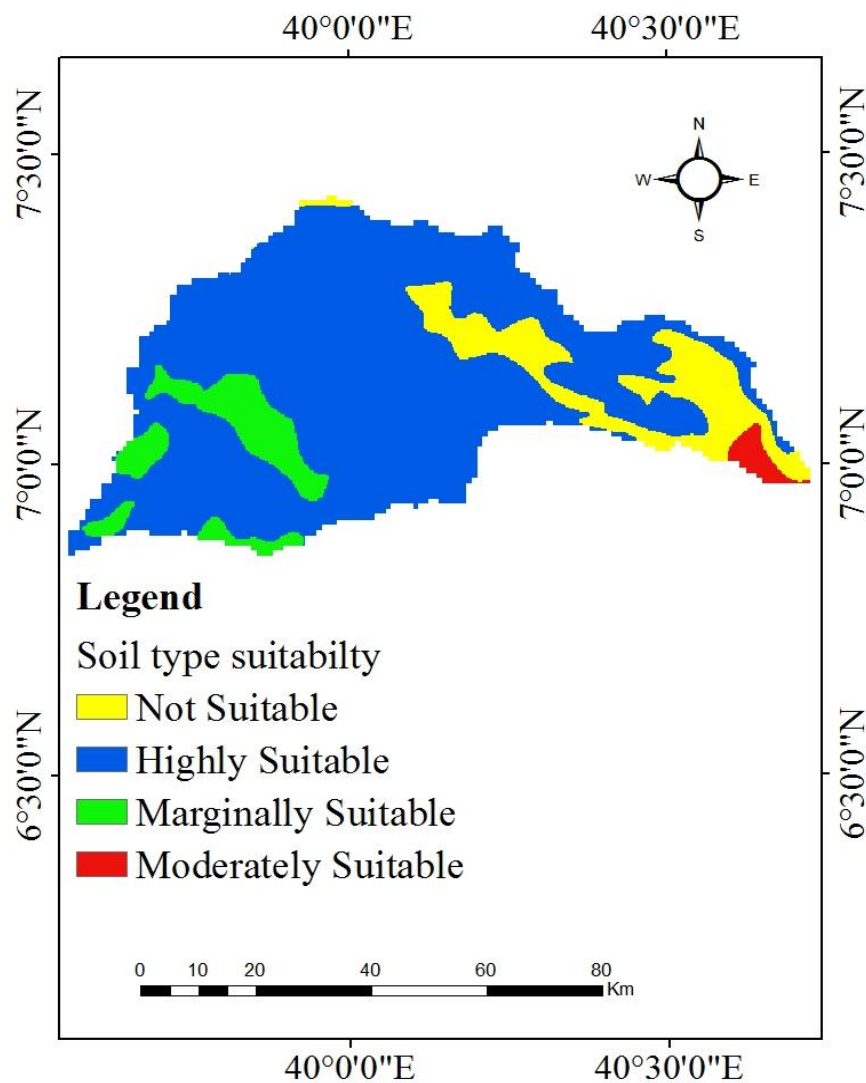 40°0'0"E 40°30'0"E
7°30'0"N
7°30'0"N
N
W E
S
7°0'0"N
7°0'0"N
Legend
Soil type suitabilty
Not Suitable
Highly Suitable
Marginally Suitable
Moderately Suitable
6°30'0"N
6°30'0"N
0 10 20 40 60 80
Km
40°0'0"E 40°30'0"E